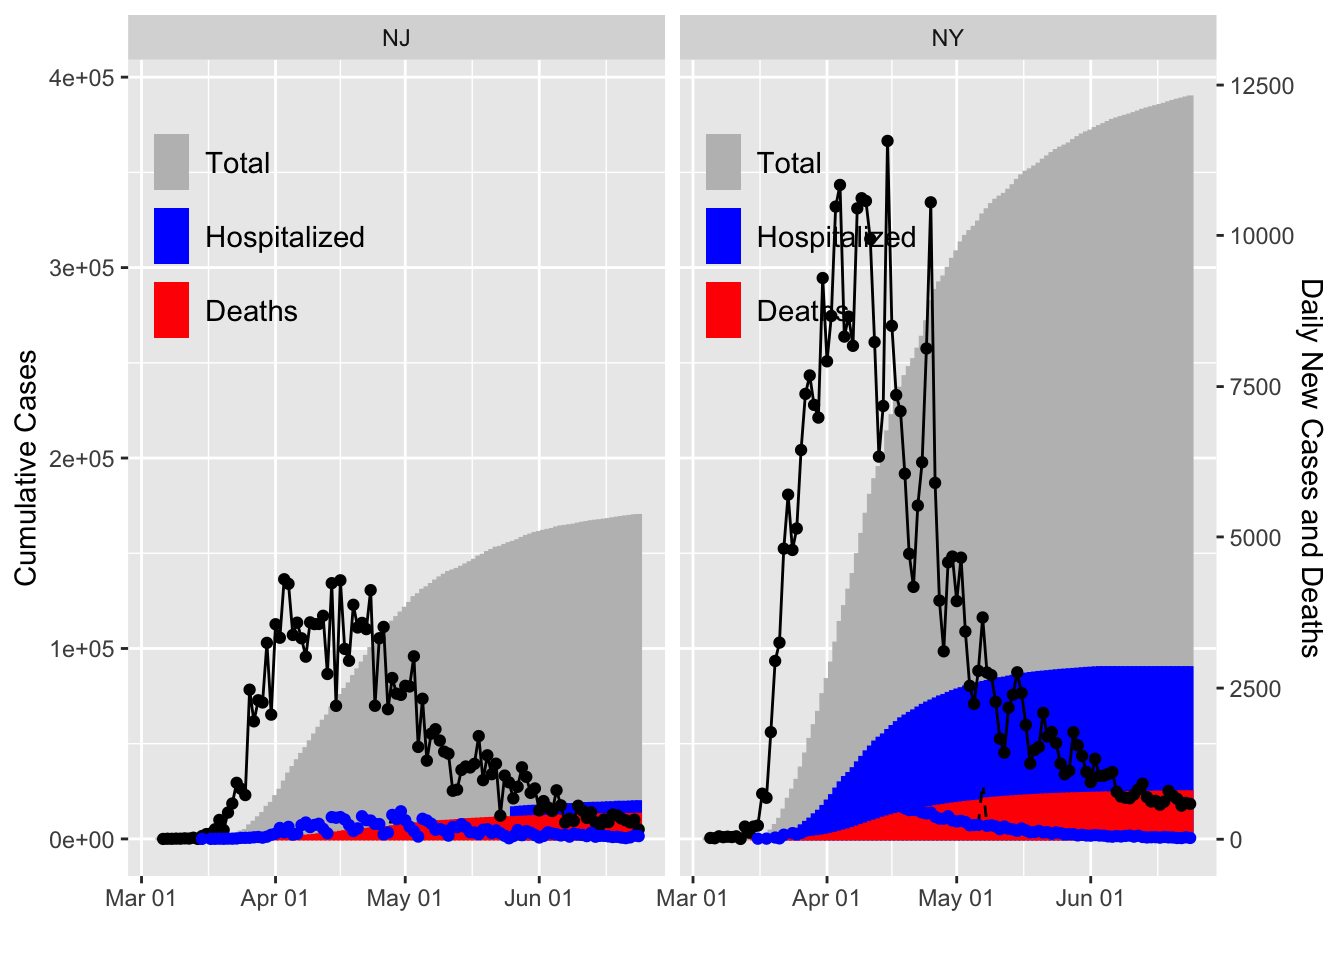 NJ
NY
4e+05
3e+05
2e+05
1e+05
0e+00
Cumulative Cases
Total
Hospitalized
Deaths
Total
Hospitalized
Deaths
12500
10000
7500
5000
2500
0
Daily New Cases and Deaths
Mar 01
Apr 01
May 01
Jun 01
Mar 01
Apr 01
May 01
Jun 01